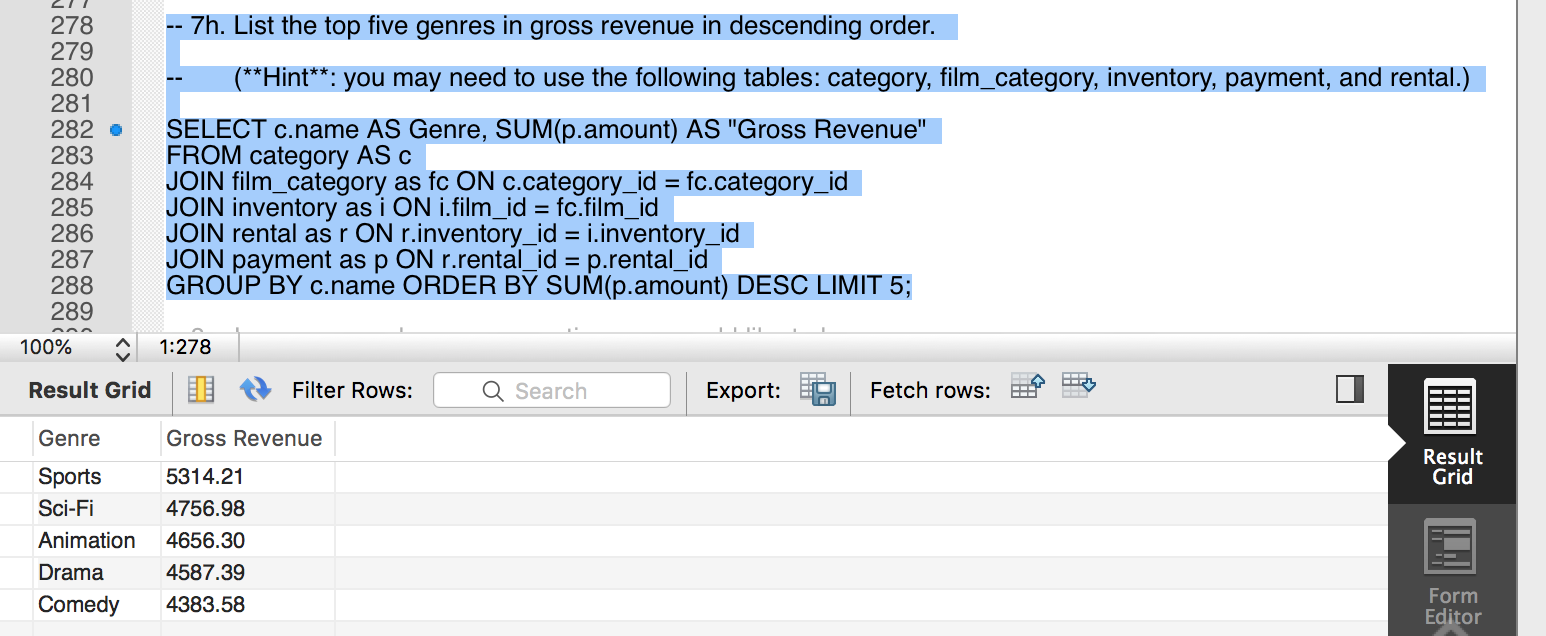 277
278 -- 7h. List the top five genres in gross revenue in descending order.
279
280 -- (**Hint**: you may need to use the following tables: category, film_category, inventory, payment, and rental.)
281
282 SELECT c.name AS Genre, SUM(p.amount) AS "Gross Revenue"
283 FROM category AS c
284 JOIN film_category as fc ON c.category_id = fc.category_id
285 JOIN inventory as i ON i.film_id = fc.film_id
286 JOIN rental as r ON r.inventory_id = i.inventory_id
287 JOIN payment as p ON r.rental_id = p.rental_id
288 GROUP BY c.name ORDER BY SUM(p.amount) DESC LIMIT 5;
289
100% 1:278
Result Grid Filter Rows: Search Export: Fetch rows:
Genre Gross Revenue
Sports 5314.21
Sci-Fi 4756.98
Animation 4656.30
Drama 4587.39
Comedy 4383.58
Result
Grid
Form
Editor